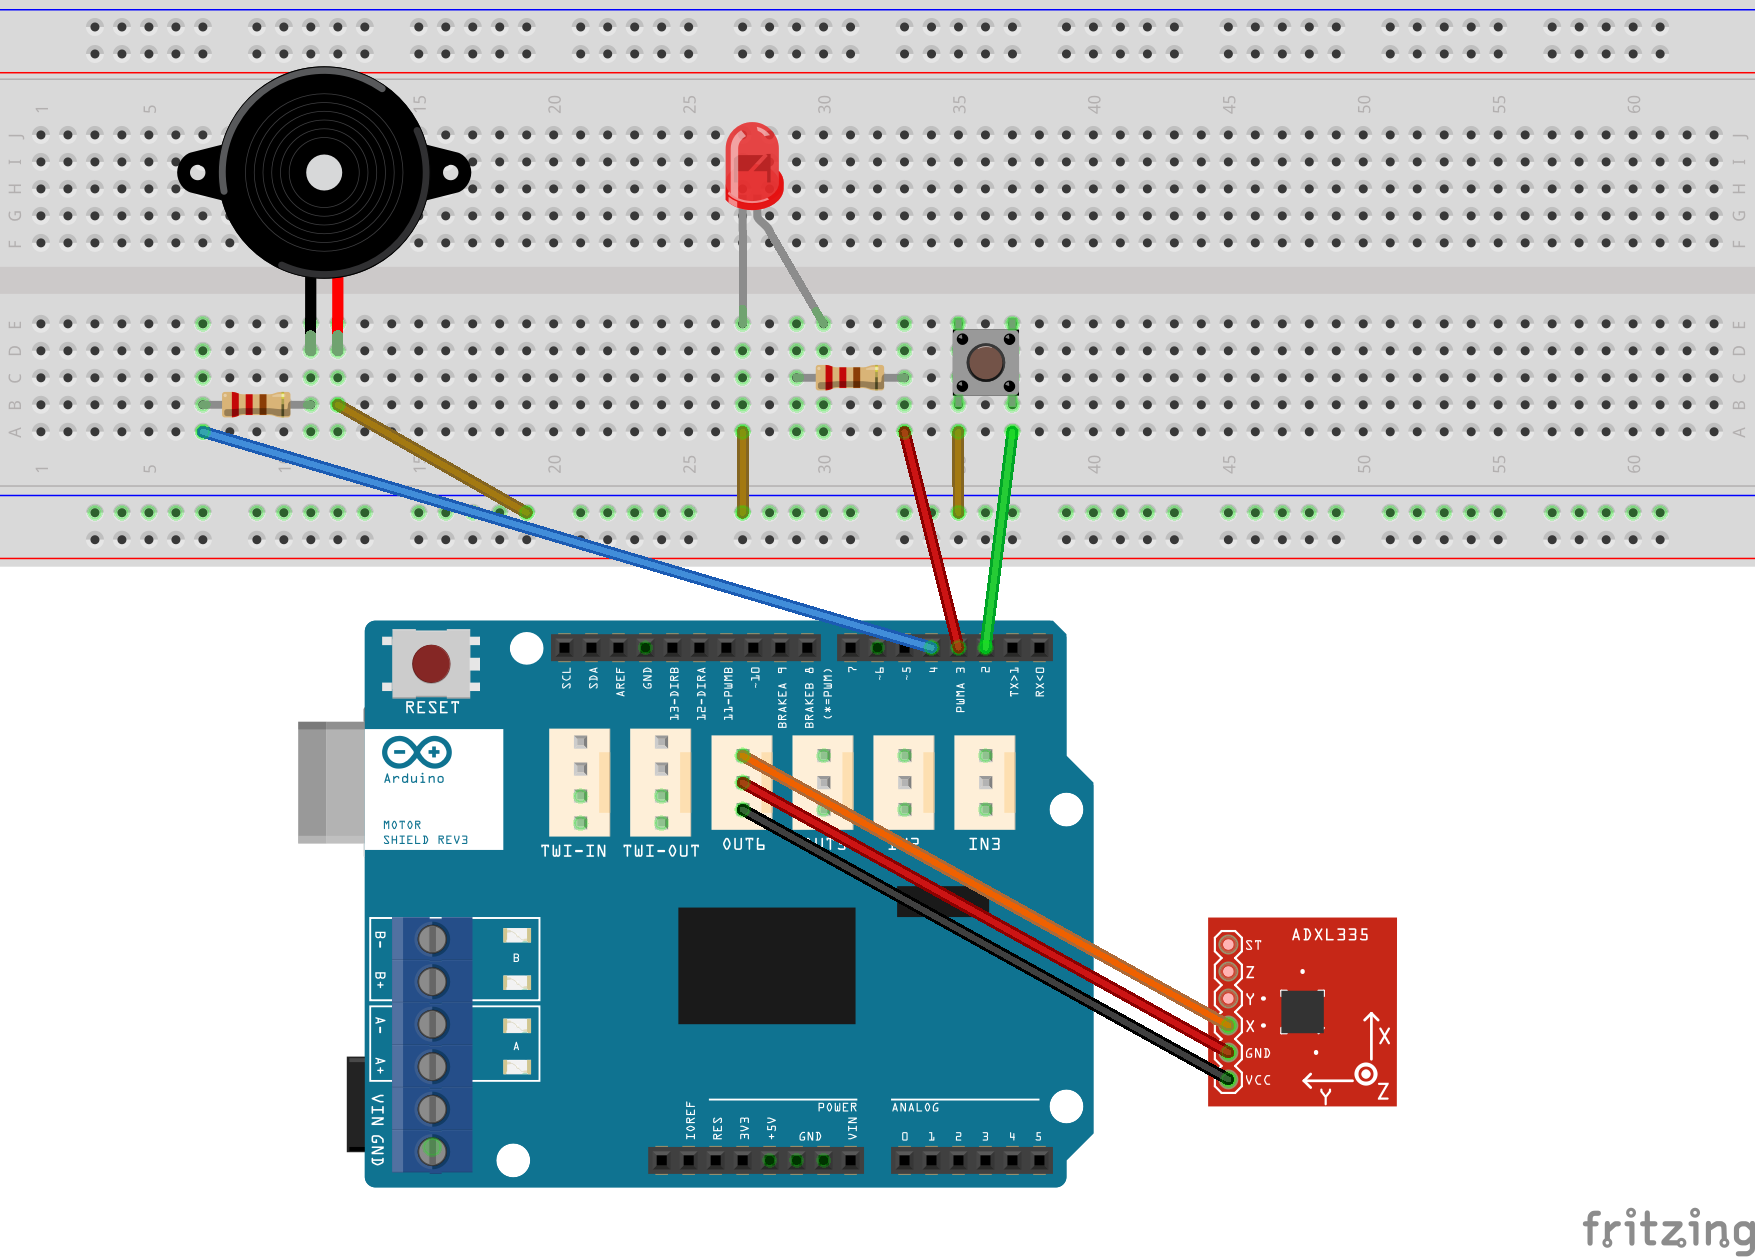 1 5 15 20 25 30 35 40 45 50 55 60
J J
I I
H H
G G
F F
E E
D D
C C
B B
A A
1 5 1 15 20 25 30 40 45 50 55 60
SCL SDA AREF GND 13-DIRB 12-DIRA 11-PWMB ~10 BRKAEA 9 BRAKEB 8 (*=PWM) 7 ~6 ~5 4 PWMA 3 2 TX>1 RX<0
RESET
Arduino
MOTOR
SHIELD REV3
TWI-IN TWI-OUT OUT6 IN3
B- B
B+
A- A
A+
VIN
GND
ADXL335
ST
Z
Y
X
GND
VCC
X
Y
Z
POWER ANALOG
IOREF RES 3V3 +5V GND VIN 0 1 2 3 4 5
fritzing